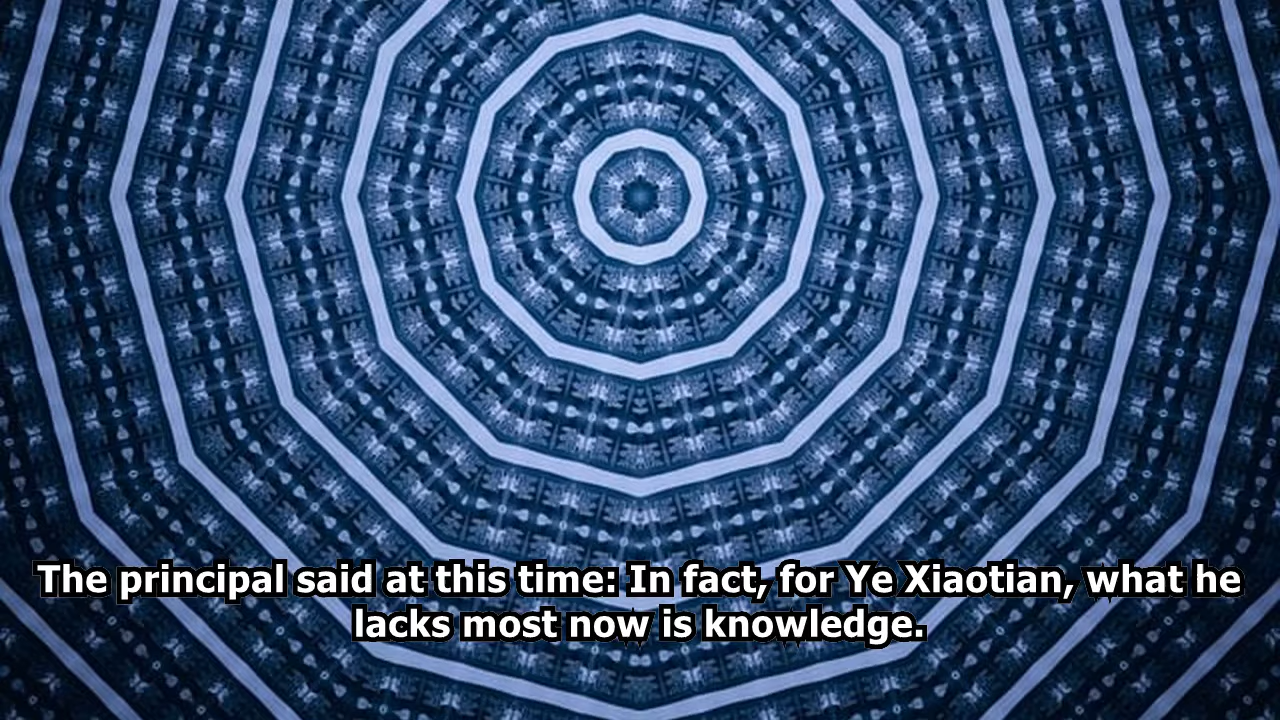 The principal said at this time: In fact, for Ye Xiaotian, what he
lacks most now is knowledge.